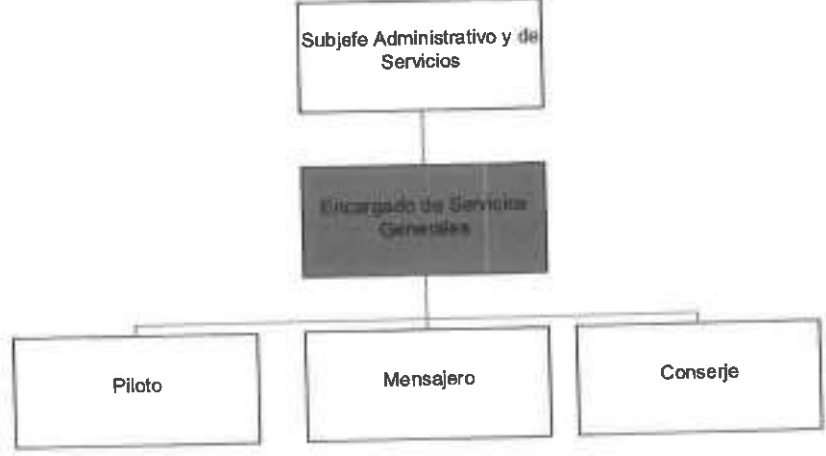 Subjefe Administrativo y de
Servicios
Encargado de Servicios
Generales
Piloto
Mensajero
Conserje